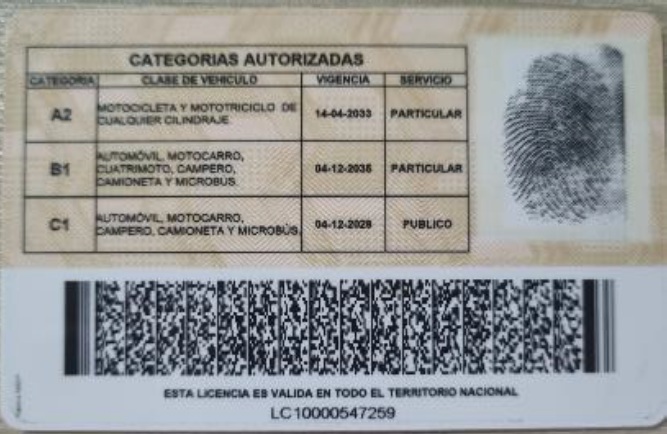 CATEGORIAS AUTORIZADAS
CATEGORIA CLASE DE VEHICULO VIGENCIA SERVICIO
A2 MOTOCICLETA Y MOTOTRICICLO DE CUALQUIER CILINDRAJE 14-04-2033 PARTICULAR
B1 AUTOMÓVIL, MOTOCARRO, CUATRIMOTO, CAMPERO, CAMIONETA Y MICROBÚS. 04-12-2035 PARTICULAR
C1 AUTOMÓVIL, MOTOCARRO, CAMPERO, CAMIONETA Y MICROBÚS. 04-12-2028 PUBLICO
ESTA LICENCIA ES VALIDA EN TODO EL TERRITORIO NACIONAL
LC10000547259